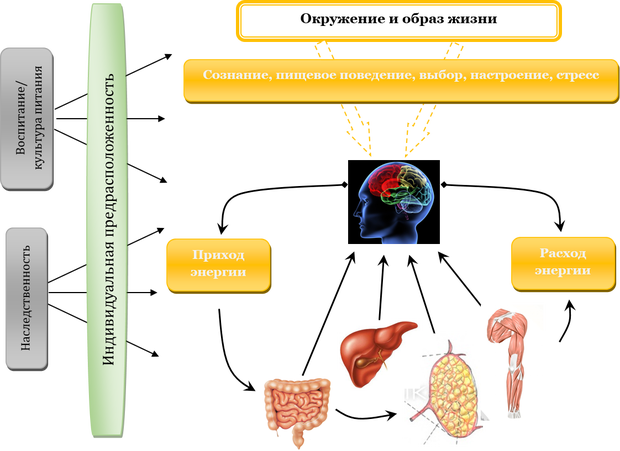 Окружение и образ жизни
Сознание, пищевое поведение, выбор, настроение, стресс
Воспитание/
культура питания
Индивидуальная предрасположенность
Наследственность
Приход
энергии
Расход
энергии